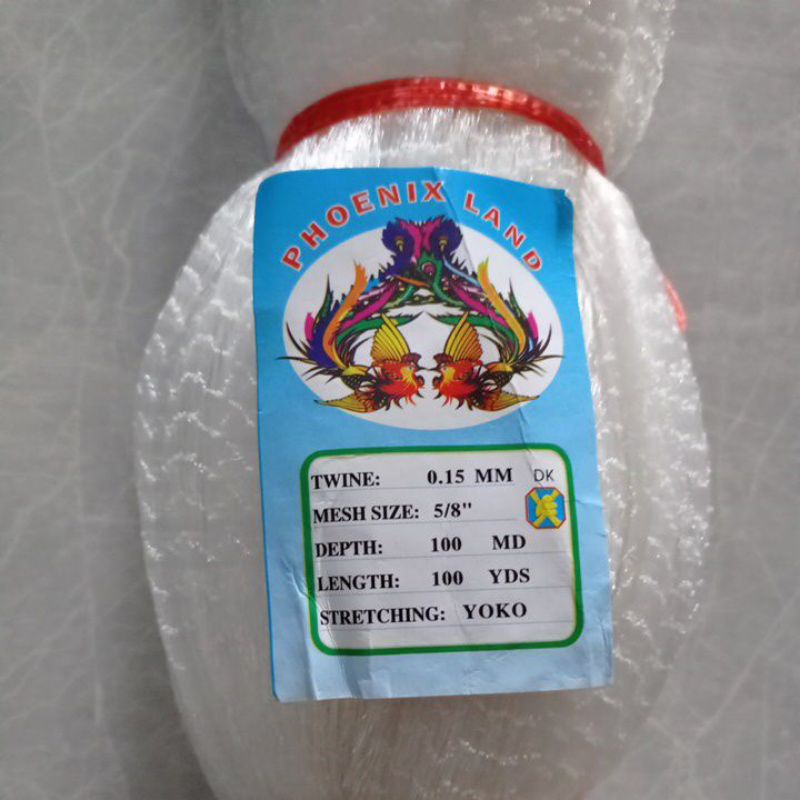 PHOENIX LAND
TWINE: 0.15 MM DK
MESH SIZE: 5/8"
DEPTH: 100 MD
LENGTH: 100 YDS
STRETCHING: YOKO